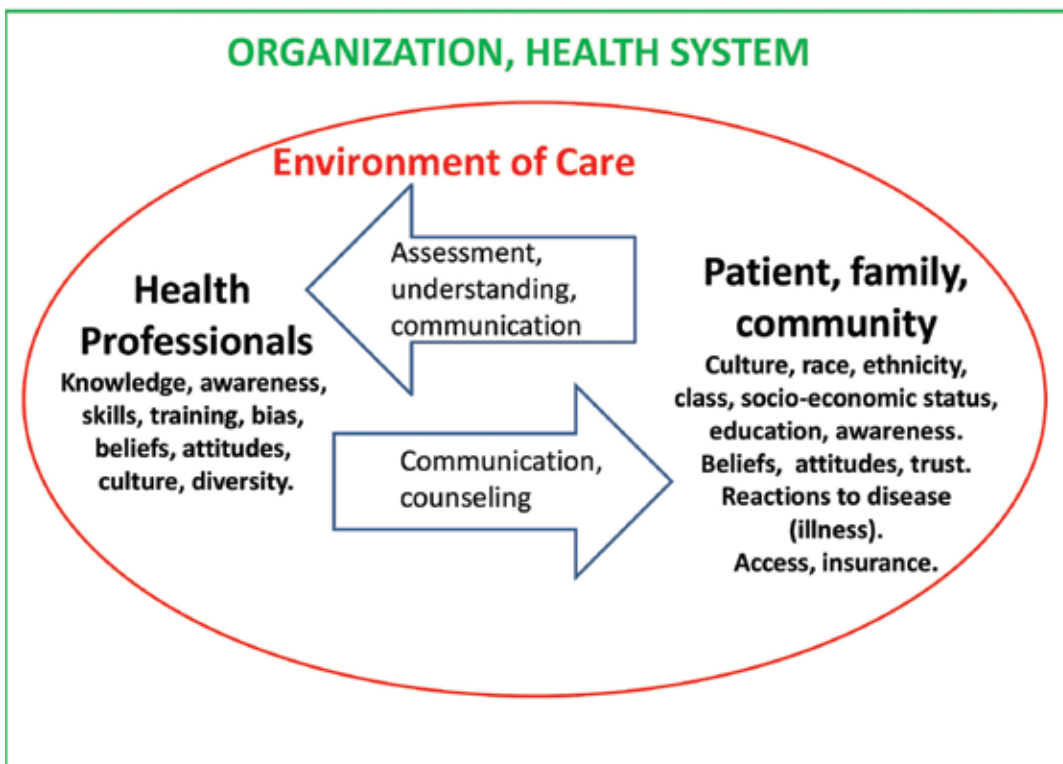 ORGANIZATION, HEALTH SYSTEM
Environment of Care
Assessment,
understanding,
communication
Health
Professionals
Knowledge, awareness,
skills, training, bias,
beliefs, attitudes,
culture, diversity.
Communication,
counseling
Patient, family,
community
Culture, race, ethnicity,
class, socio-economic status,
education, awareness.
Beliefs, attitudes, trust.
Reactions to disease
(illness).
Access, insurance.